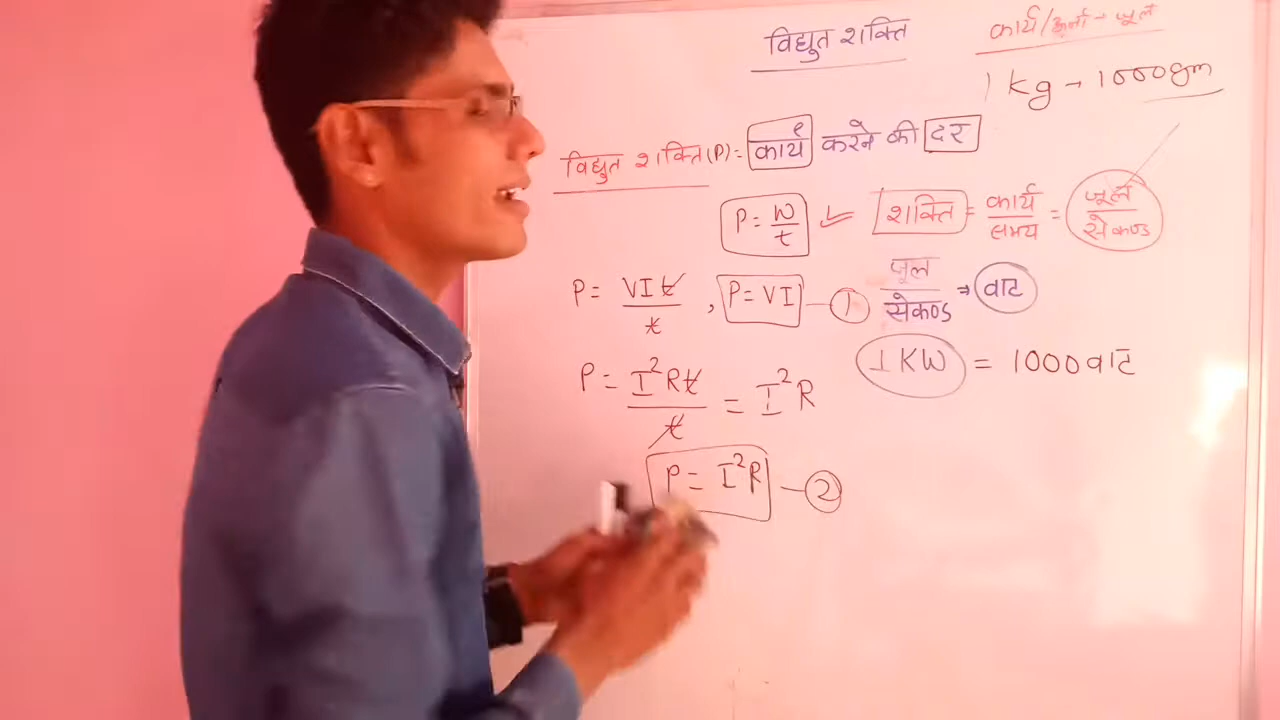 विद्युत शक्ति
कार्य/ऊर्जा → जूल
1 kg → 1000gm
विद्युत शक्ति (P) = कार्य करने की दर
P = W/t ✓
शक्ति = कार्य/समय = जूल/सेकण्ड
P = VIt/t , P = VI — ①
जूल/सेकण्ड → वाट
1 KW = 1000 वाट
P = I²Rt/t = I²R
P = I²R — ②